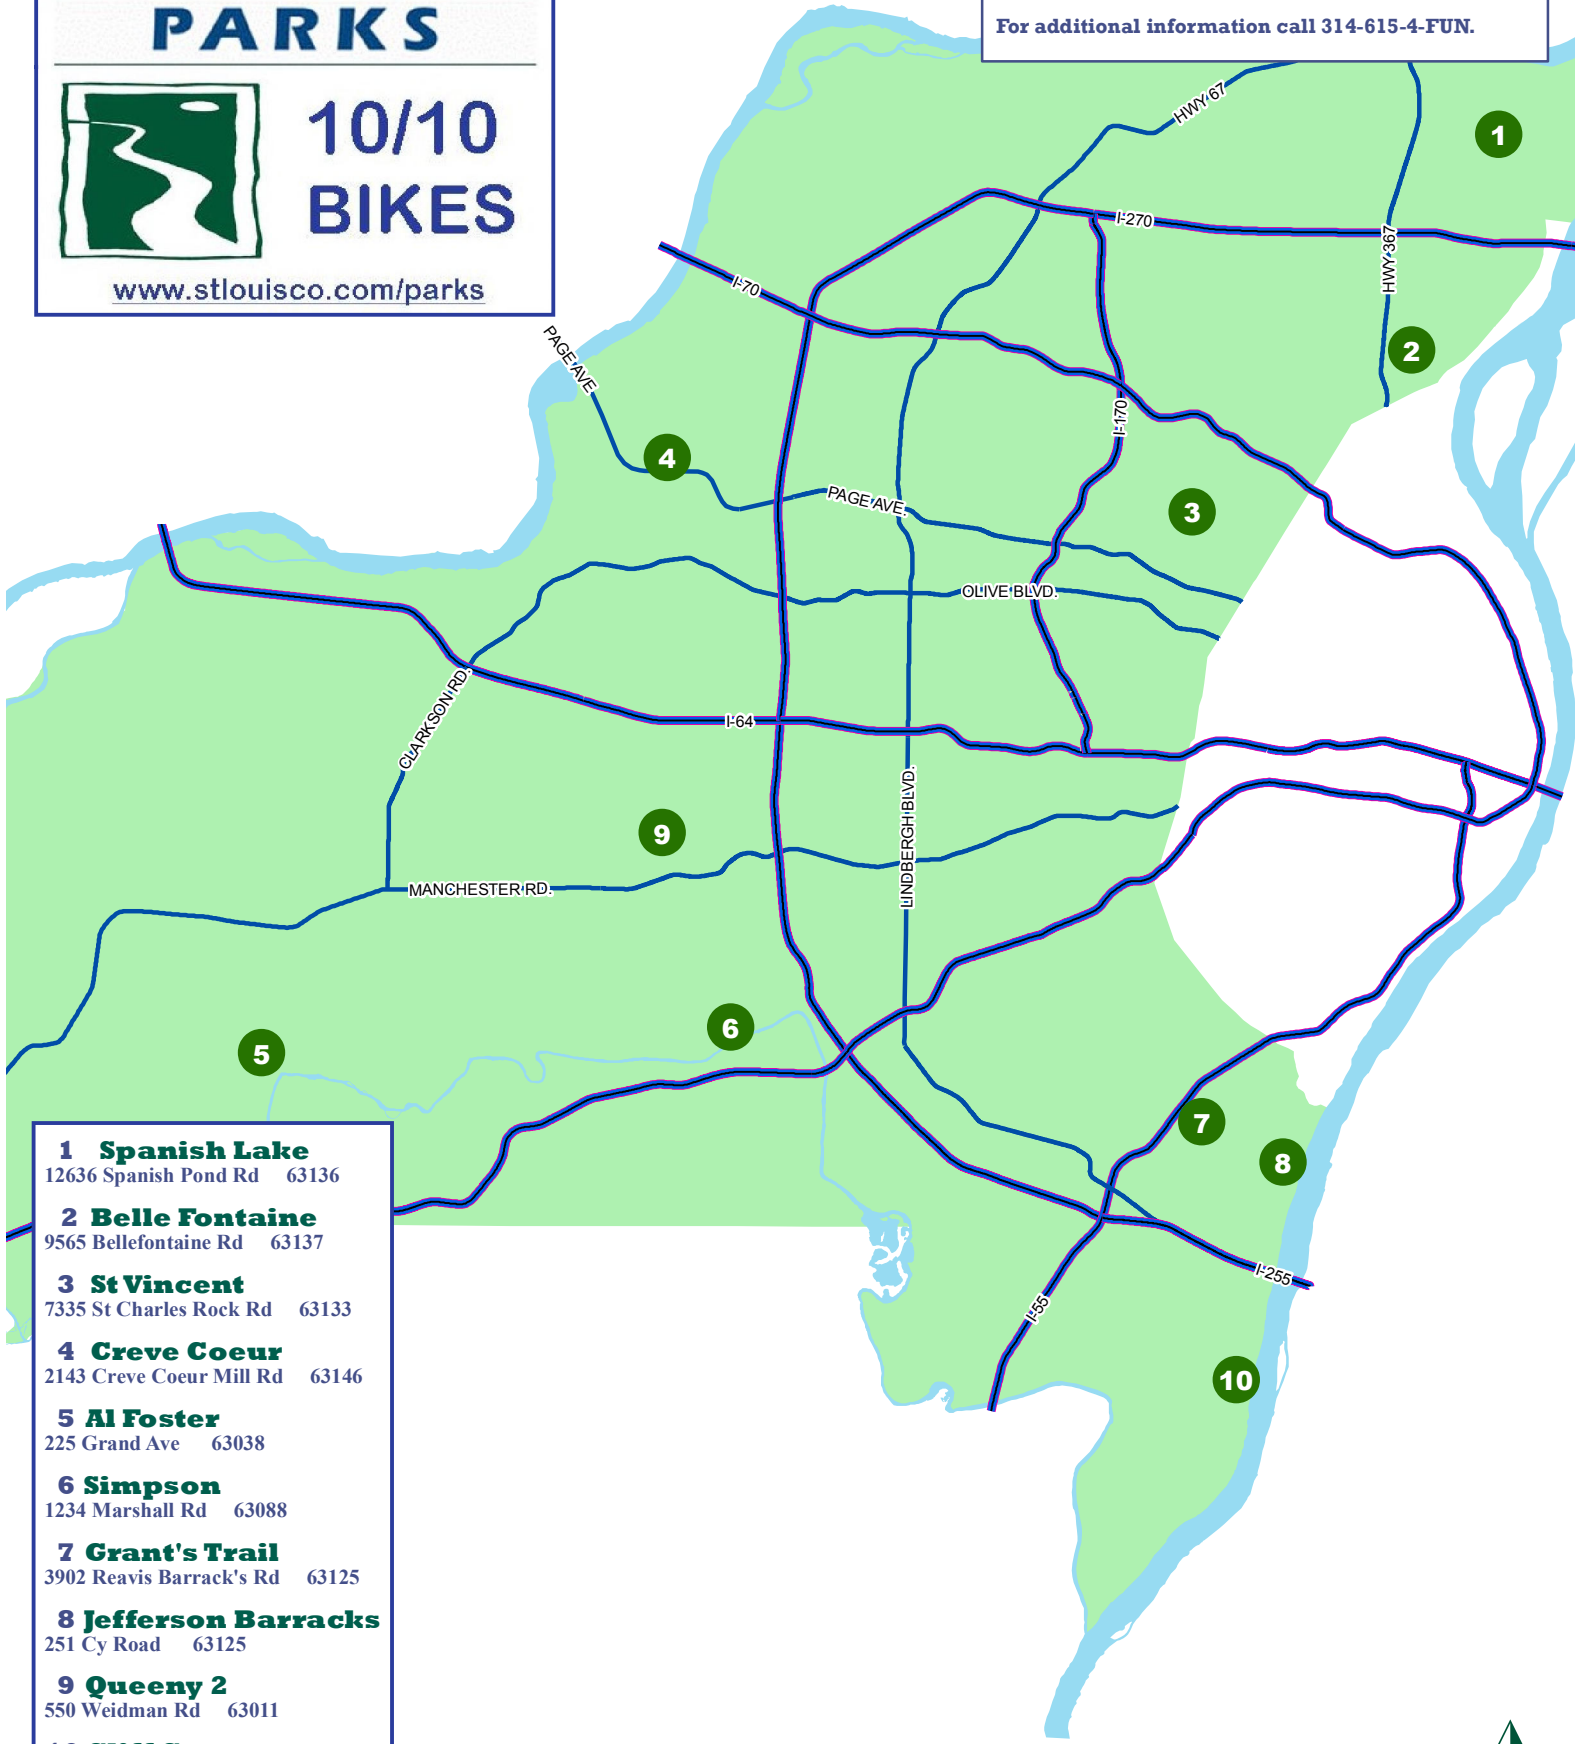 PARKS
10/10
BIKES
www.stlouisco.com/parks
For additional information call 314-615-4-FUN.
HWY 67
1
I-270
HWY 367
I-70
2
PAGE AVE
I-170
4
PAGE AVE.
3
OLIVE BLVD.
CLARKSON RD.
I-64
LINDBERGH BLVD.
9
MANCHESTER RD.
6
5
7
8
I-255
I-55
10
1 Spanish Lake
12636 Spanish Pond Rd 63136
2 Belle Fontaine
9565 Bellefontaine Rd 63137
3 St Vincent
7335 St Charles Rock Rd 63133
4 Creve Coeur
2143 Creve Coeur Mill Rd 63146
5 Al Foster
225 Grand Ave 63038
6 Simpson
1234 Marshall Rd 63088
7 Grant's Trail
3902 Reavis Barrack's Rd 63125
8 Jefferson Barracks
251 Cy Road 63125
9 Queeny 2
550 Weidman Rd 63011